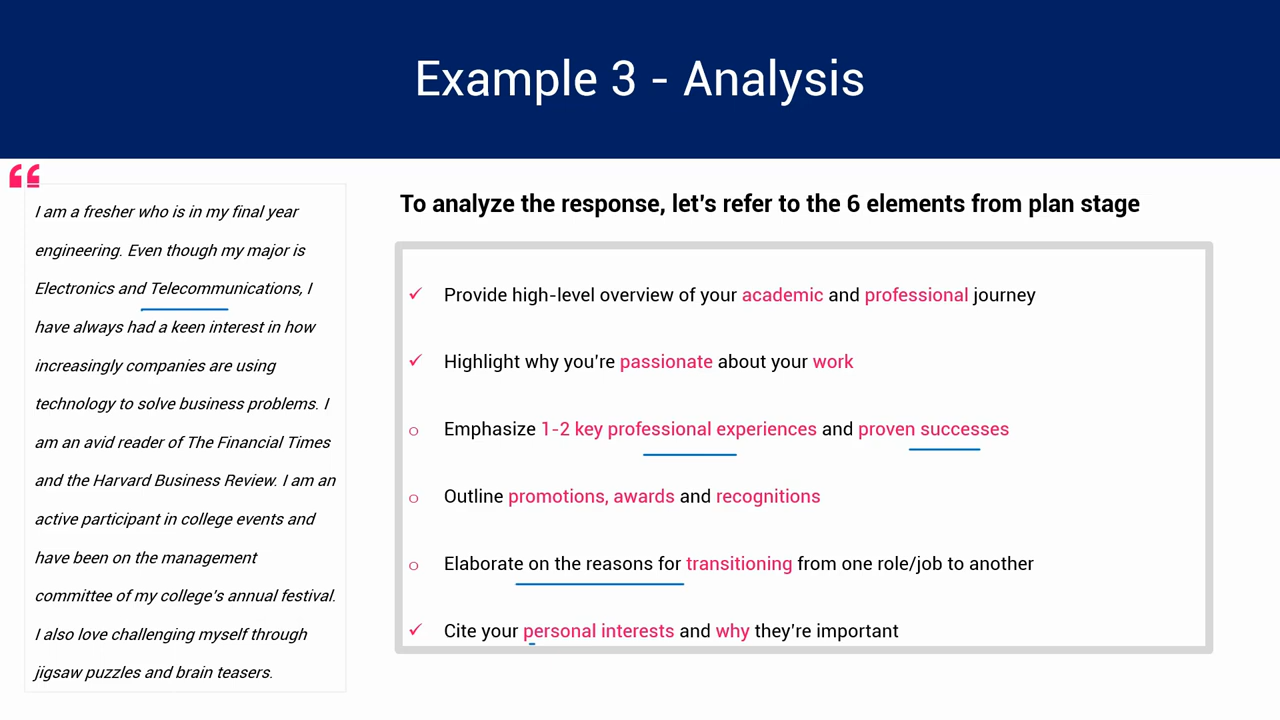 Example 3 - Analysis
“
I am a fresher who is in my final year
engineering. Even though my major is
Electronics and Telecommunications, I
have always had a keen interest in how
increasingly companies are using
technology to solve business problems. I
am an avid reader of The Financial Times
and the Harvard Business Review. I am an
active participant in college events and
have been on the management
committee of my college's annual festival.
I also love challenging myself through
jigsaw puzzles and brain teasers.
To analyze the response, let's refer to the 6 elements from plan stage
✓ Provide high-level overview of your academic and professional journey
✓ Highlight why you're passionate about your work
o Emphasize 1-2 key professional experiences and proven successes
o Outline promotions, awards and recognitions
o Elaborate on the reasons for transitioning from one role/job to another
✓ Cite your personal interests and why they're important